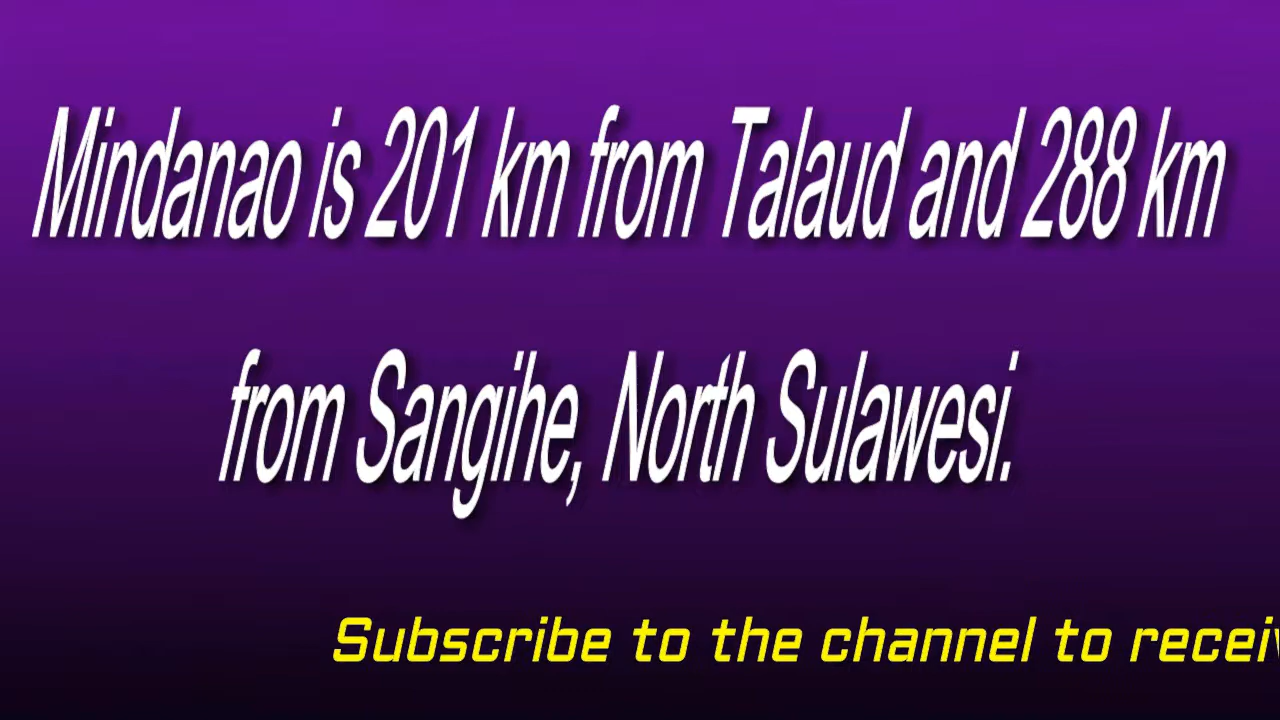 Mindanao is 201 km from Talaud and 288 km
from Sangihe, North Sulawesi.
Subscribe to the channel to